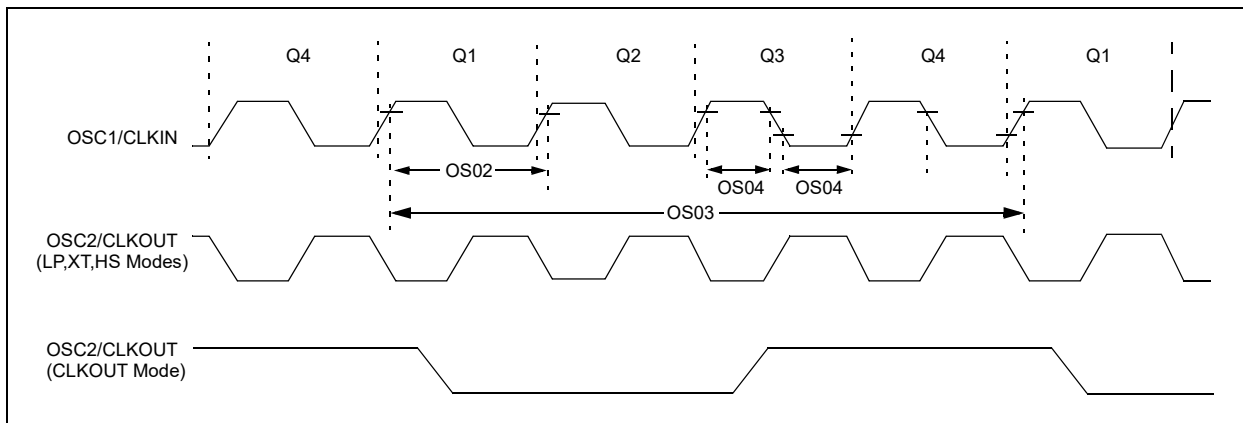 Q4 Q1 Q2 Q3 Q4 Q1
OSC1/CLKIN
OS02
OS04 OS04
OS03
OSC2/CLKOUT
(LP,XT,HS Modes)
OSC2/CLKOUT
(CLKOUT Mode)